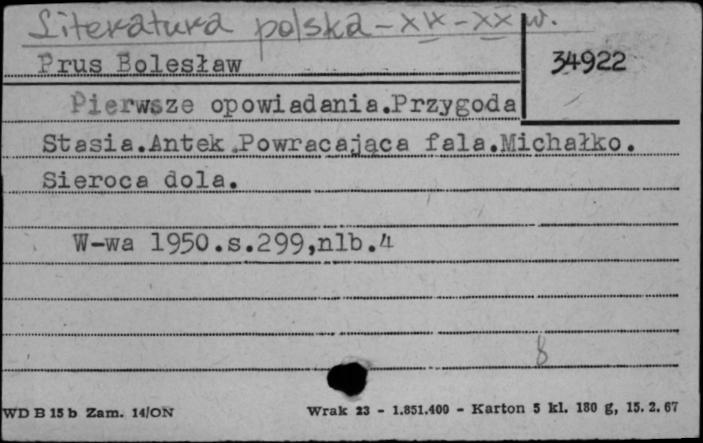 Literatura polska - XIX - XX w.
Prus Bolesław
34922
Pierwsze opowiadania.Przygoda
Stasia.Antek.Powracająca fala.Michałko.
Sieroca dola.
W-wa 1950.s.299,nlb.4
8
WD B 15 b Zam. 14/ON
Wrak 23 - 1.851.400 - Karton 5 kl. 180 g, 15. 2. 67